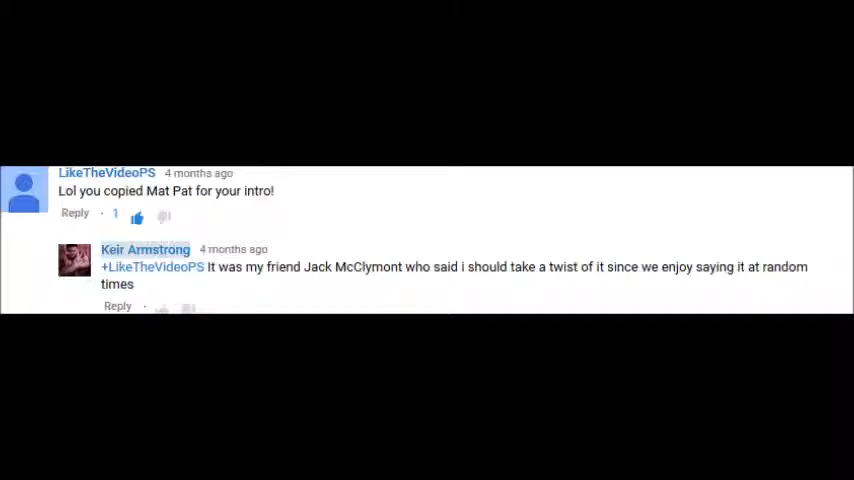 LikeTheVideoPS 4 months ago
Lol you copied Mat Pat for your intro!
Reply · 1
Keir Armstrong 4 months ago
+LikeTheVideoPS It was my friend Jack McClymont who said i should take a twist of it since we enjoy saying it at random
times
Reply ·